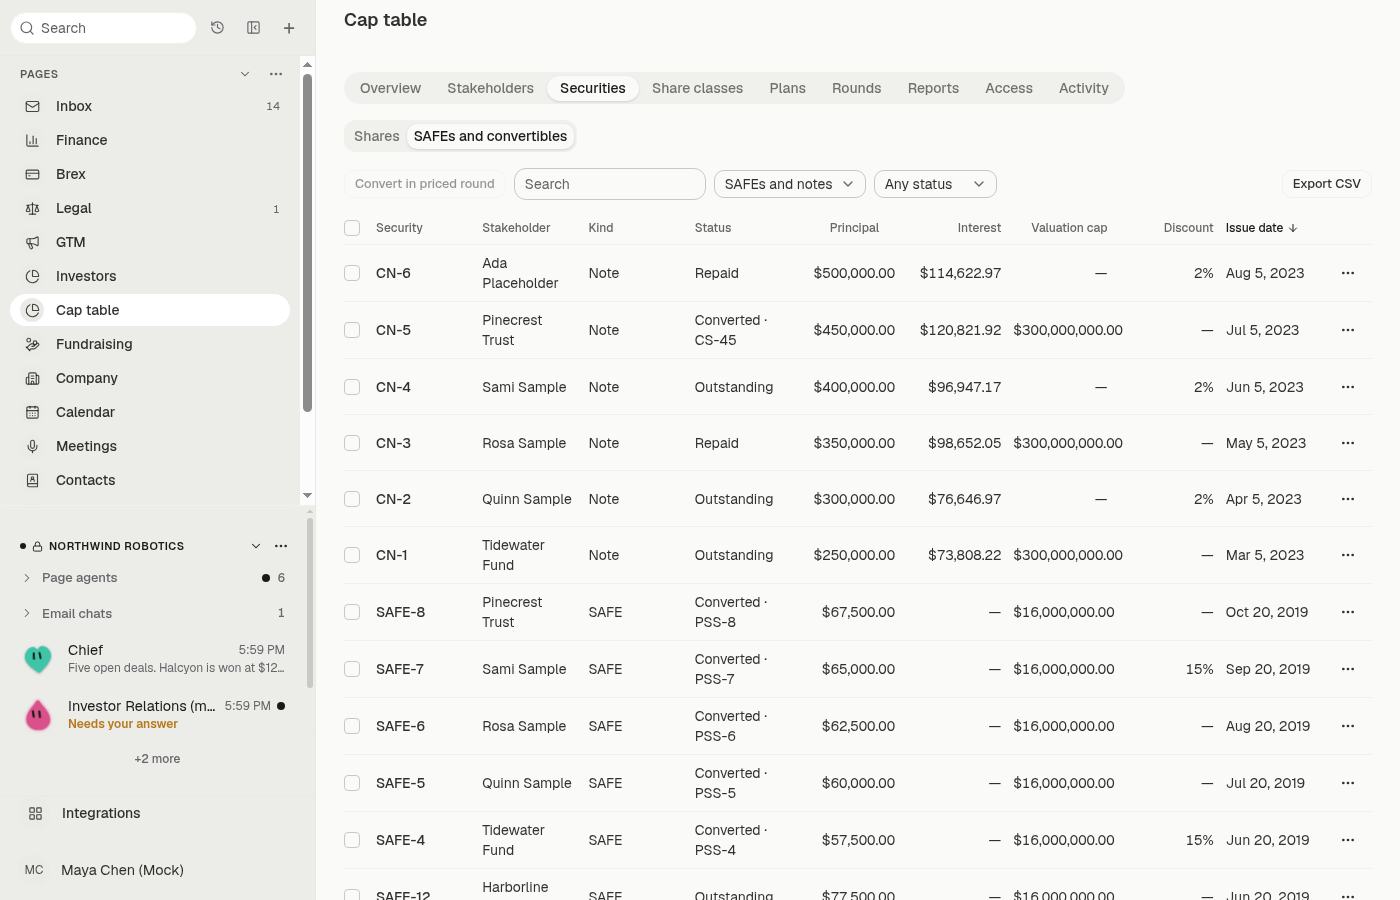 Search
PAGES
Inbox 14
Finance
Brex
Legal 1
GTM
Investors
Cap table
Fundraising
Company
Calendar
Meetings
Contacts
NORTHWIND ROBOTICS
Page agents 6
Email chats 1
Chief 5:59 PM
Five open deals. Halcyon is won at $12...
Investor Relations (m... 5:59 PM
Needs your answer
+2 more
Integrations
MC Maya Chen (Mock)
Cap table
Overview Stakeholders Securities Share classes Plans Rounds Reports Access Activity
Shares SAFEs and convertibles
Convert in priced round Search SAFEs and notes Any status Export CSV
Security Stakeholder Kind Status Principal Interest Valuation cap Discount Issue date ↓
CN-6 Ada Placeholder Note Repaid $500,000.00 $114,622.97 — 2% Aug 5, 2023
CN-5 Pinecrest Trust Note Converted · CS-45 $450,000.00 $120,821.92 $300,000,000.00 — Jul 5, 2023
CN-4 Sami Sample Note Outstanding $400,000.00 $96,947.17 — 2% Jun 5, 2023
CN-3 Rosa Sample Note Repaid $350,000.00 $98,652.05 $300,000,000.00 — May 5, 2023
CN-2 Quinn Sample Note Outstanding $300,000.00 $76,646.97 — 2% Apr 5, 2023
CN-1 Tidewater Fund Note Outstanding $250,000.00 $73,808.22 $300,000,000.00 — Mar 5, 2023
SAFE-8 Pinecrest Trust SAFE Converted · PSS-8 $67,500.00 — $16,000,000.00 — Oct 20, 2019
SAFE-7 Sami Sample SAFE Converted · PSS-7 $65,000.00 — $16,000,000.00 15% Sep 20, 2019
SAFE-6 Rosa Sample SAFE Converted · PSS-6 $62,500.00 — $16,000,000.00 — Aug 20, 2019
SAFE-5 Quinn Sample SAFE Converted · PSS-5 $60,000.00 — $16,000,000.00 — Jul 20, 2019
SAFE-4 Tidewater Fund SAFE Converted · PSS-4 $57,500.00 — $16,000,000.00 15% Jun 20, 2019
SAFE-12 Harborline SAFE Outstanding $77,500.00 — $16,000,000.00 — Jun 20, 2019